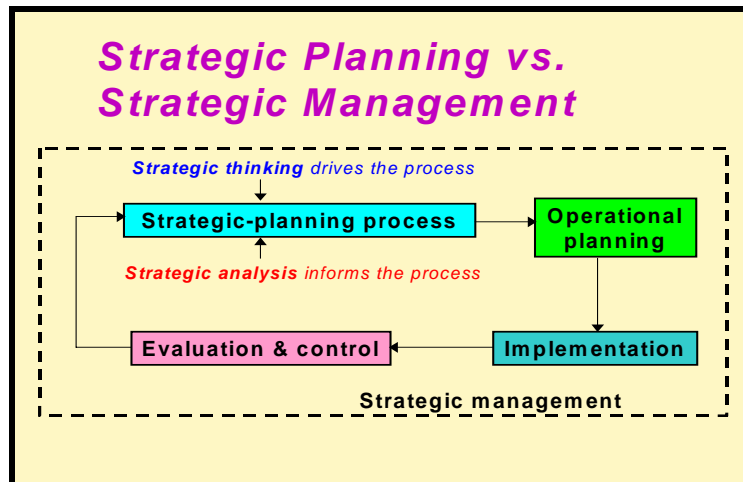 Strategic Planning vs.
Strategic Management
Strategic thinking drives the process
Strategic-planning process
Operational
planning
Strategic analysis informs the process
Evaluation & control
Implementation
Strategic management